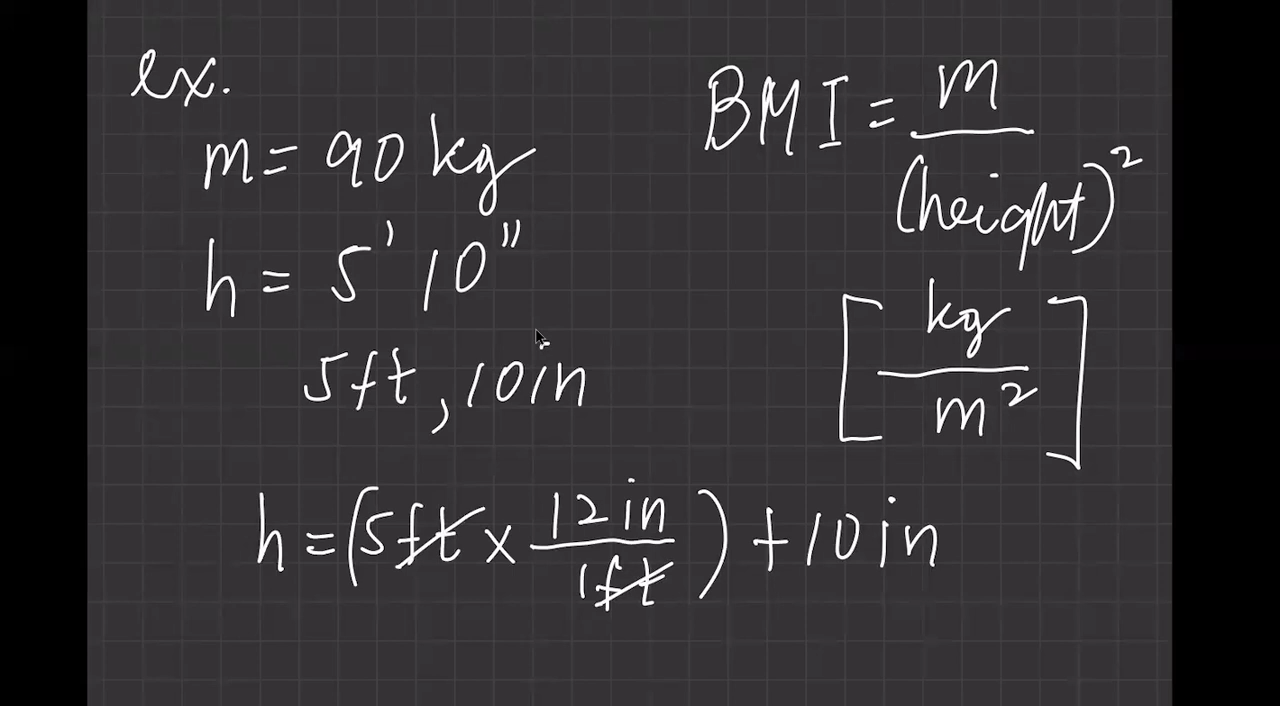 ex.
m = 90 kg
h = 5' 10"
5ft, 10in
h = (5ft x 12in / 1ft) + 10in
BMI = m / (height)²
[kg / m²]